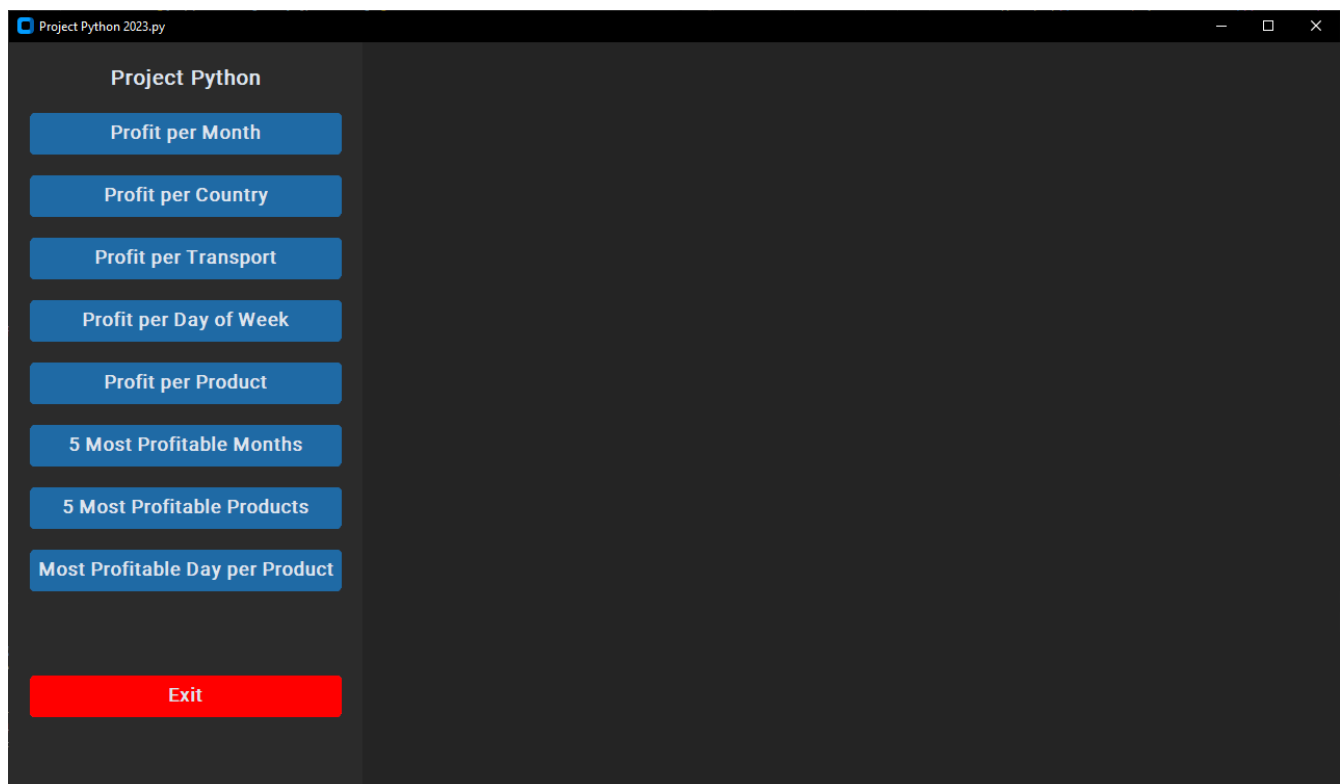 Project Python 2023.py
Project Python
Profit per Month
Profit per Country
Profit per Transport
Profit per Day of Week
Profit per Product
5 Most Profitable Months
5 Most Profitable Products
Most Profitable Day per Product
Exit